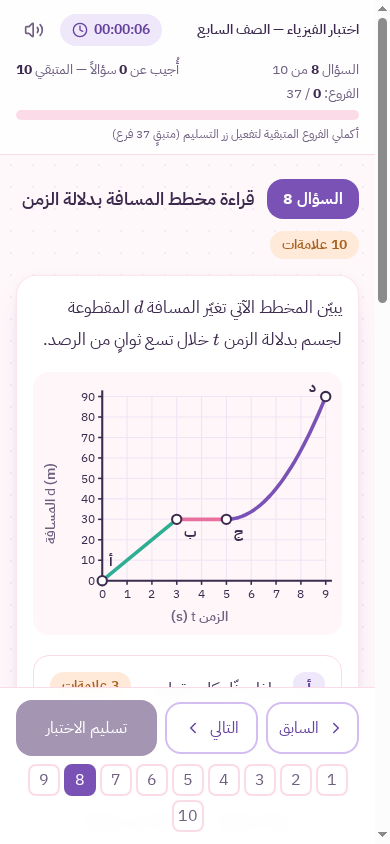 اختبار الفيزياء — الصف السابع
00:00:06
السؤال 8 من 10
أُجيب عن 0 سؤالاً — المتبقي 10
الفروع: 0 / 37
أكملي الفروع المتبقية لتفعيل زر التسليم (متبقٍ 37 فرع)
السؤال 8
قراءة مخطط المسافة بدلالة الزمن
10 علامات
يبيّن المخطط الآتي تغيّر المسافة d المقطوعة
لجسم بدلالة الزمن t خلال تسع ثوانٍ من الرصد.
د
90
80
70
60
50
40
30
20
10
0
المسافة d (m)
أ
ب
ج
0 1 2 3 4 5 6 7 8 9
الزمن t (s)
أ
3 علامات
السابق
التالي
تسليم الاختبار
1 2 3 4 5 6 7 8 9
10